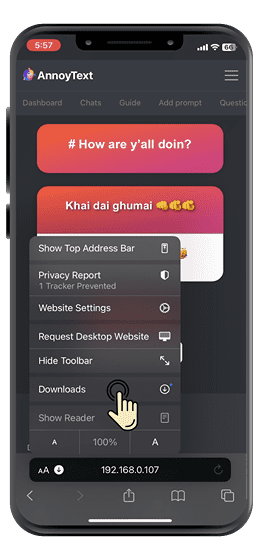 5:57
66
AnnoyText
Dashboard Chats Guide Add prompt Questic
# How are y'all doin?
Khai dai ghumai 👊👊👊
Show Top Address Bar
Privacy Report
1 Tracker Prevented
Website Settings
Request Desktop Website
Hide Toolbar
Downloads
Show Reader
A 100% A
AA 192.168.0.107